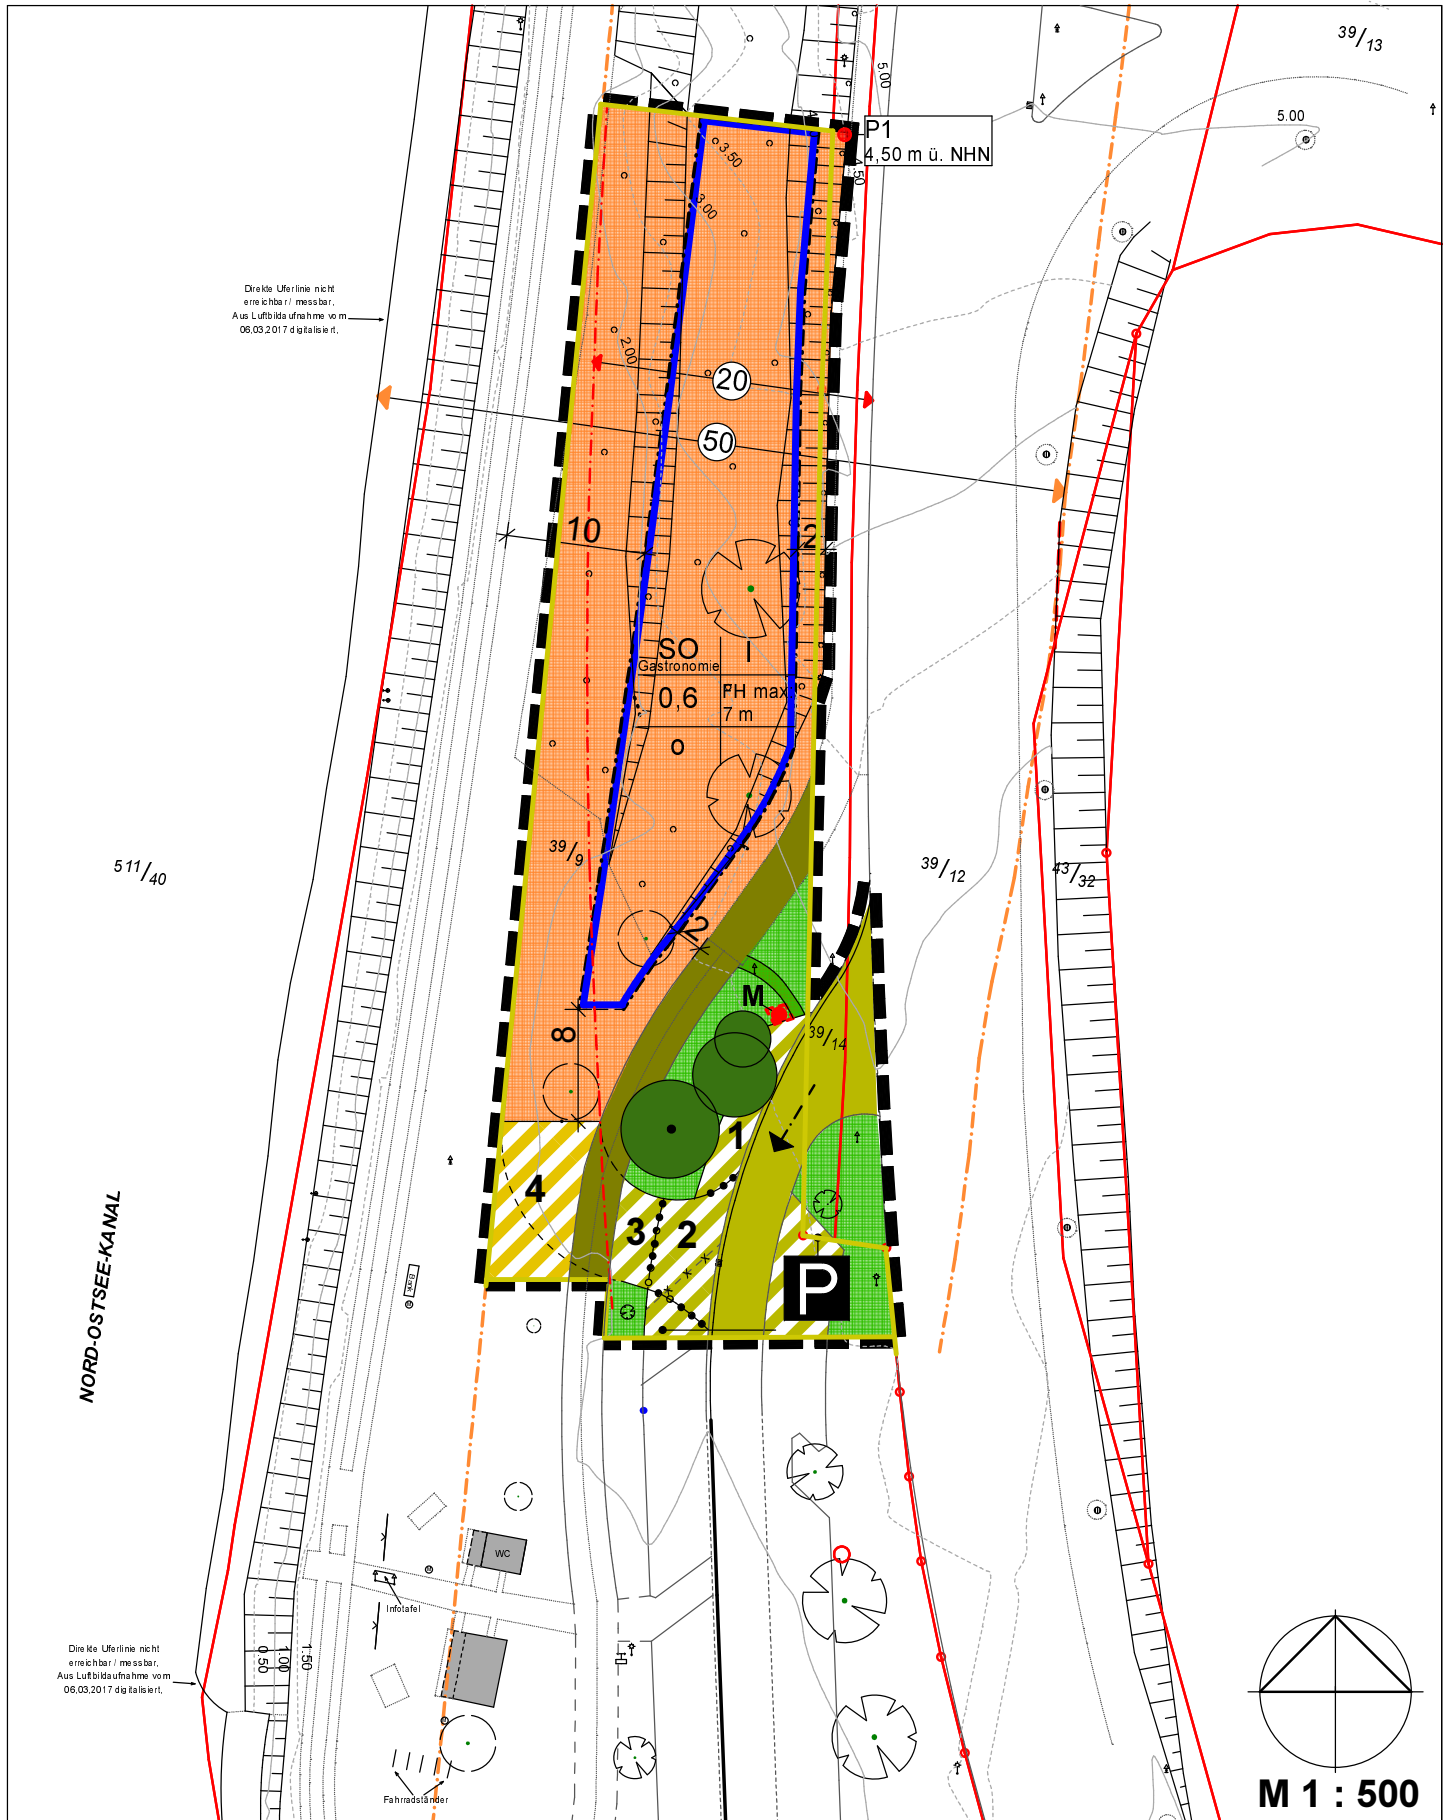 39/13
5.00
5.00
P1
4,50 m ü. NHN
4.50
3.50
3.00
Direkte Uferlinie nicht
erreichbar / messbar,
Aus Luftbildaufnahme vom
06.03.2017 digitalisiert,
2.00
20
50
10
2
SO
Gastronomie
I
0,6
FH max
7 m
o
39/9
511/40
39/12
43/32
2
M
8
39/14
1
4
3
2
P
NORD-OSTSEE-KANAL
Bank
WC
Infotafel
Direkte Uferlinie nicht
erreichbar / messbar,
Aus Luftbildaufnahme vom
06.03.2017 digitalisiert,
0.50
1.00
1.50
Fahrradständer
M 1 : 500